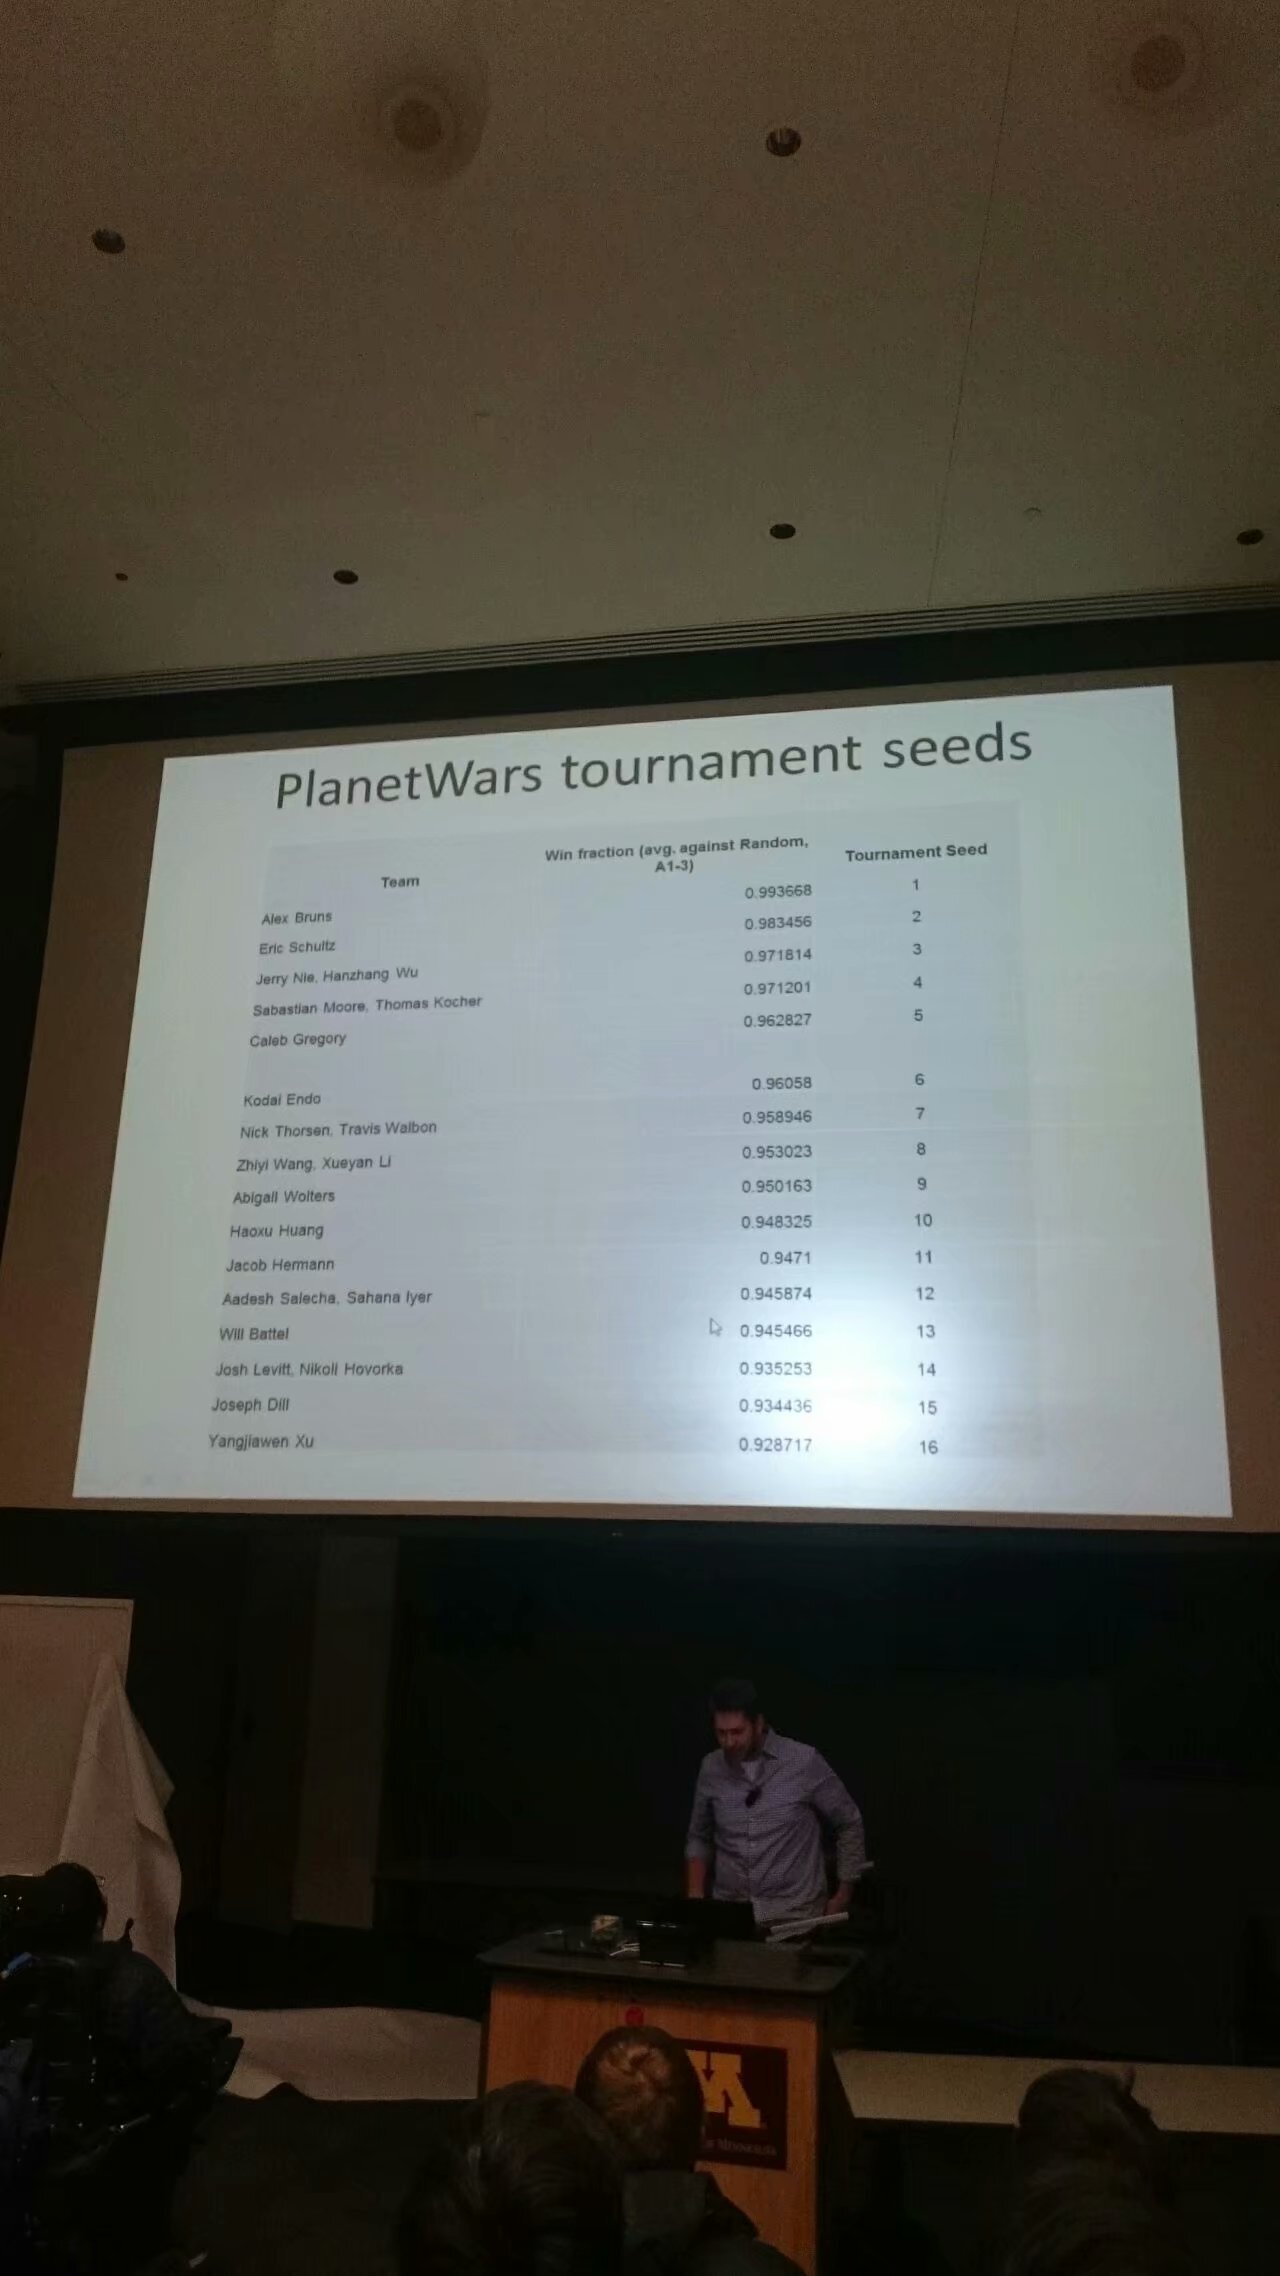 PlanetWars tournament seeds
Team Win fraction (avg. against Random, A1-3) Tournament Seed
Alex Bruns 0.993668 1
Eric Schultz 0.983456 2
Jerry Nie, Hanzhang Wu 0.971814 3
Sabastian Moore, Thomas Kocher 0.971201 4
Caleb Gregory 0.962827 5
Kodai Endo 0.96058 6
Nick Thorsen, Travis Walbon 0.958946 7
Zhiyi Wang, Xueyan Li 0.953023 8
Abigail Wolters 0.950163 9
Haoxu Huang 0.948325 10
Jacob Hermann 0.9471 11
Aadesh Salecha, Sahana Iyer 0.945874 12
Will Battel 0.945466 13
Josh Levitt, Nikoli Hovorka 0.935253 14
Joseph Dill 0.934436 15
Yangjiawen Xu 0.928717 16
M
OF MINNESOTA